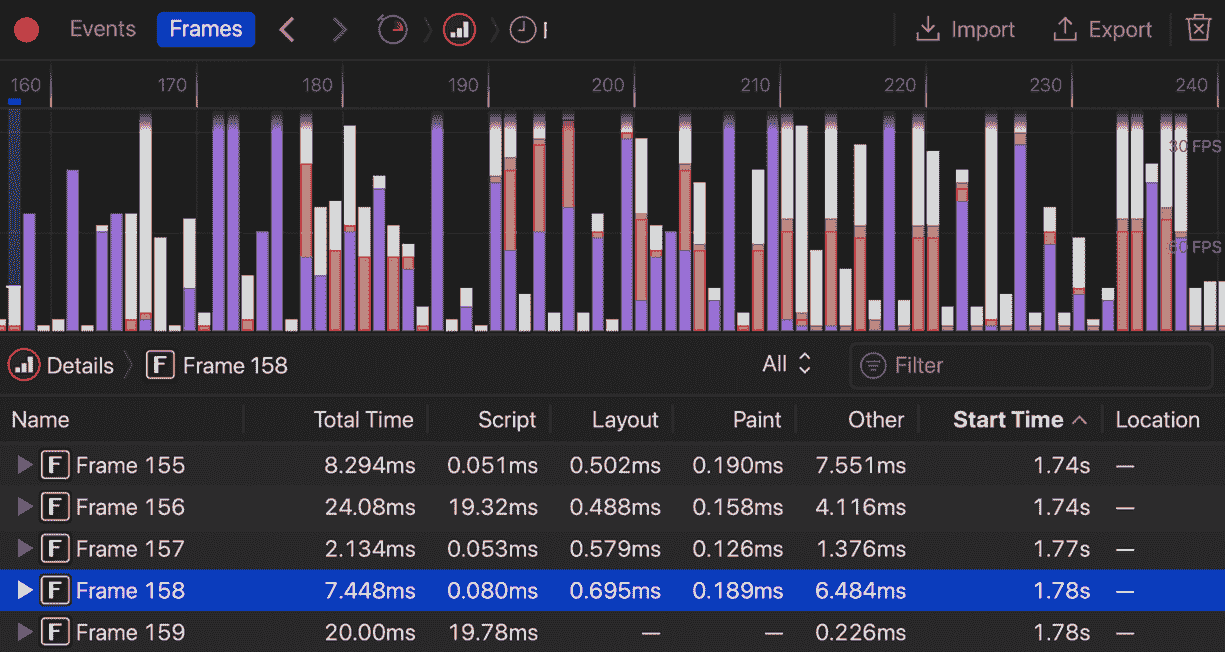 Events Frames Import Export
160 170 180 190 200 210 220 230 240
30 FPS
60 FPS
Details F Frame 158 All Filter
Name Total Time Script Layout Paint Other Start Time Location
F Frame 155 8.294ms 0.051ms 0.502ms 0.190ms 7.551ms 1.74s —
F Frame 156 24.08ms 19.32ms 0.488ms 0.158ms 4.116ms 1.74s —
F Frame 157 2.134ms 0.053ms 0.579ms 0.126ms 1.376ms 1.77s —
F Frame 158 7.448ms 0.080ms 0.695ms 0.189ms 6.484ms 1.78s —
F Frame 159 20.00ms 19.78ms — — 0.226ms 1.78s —